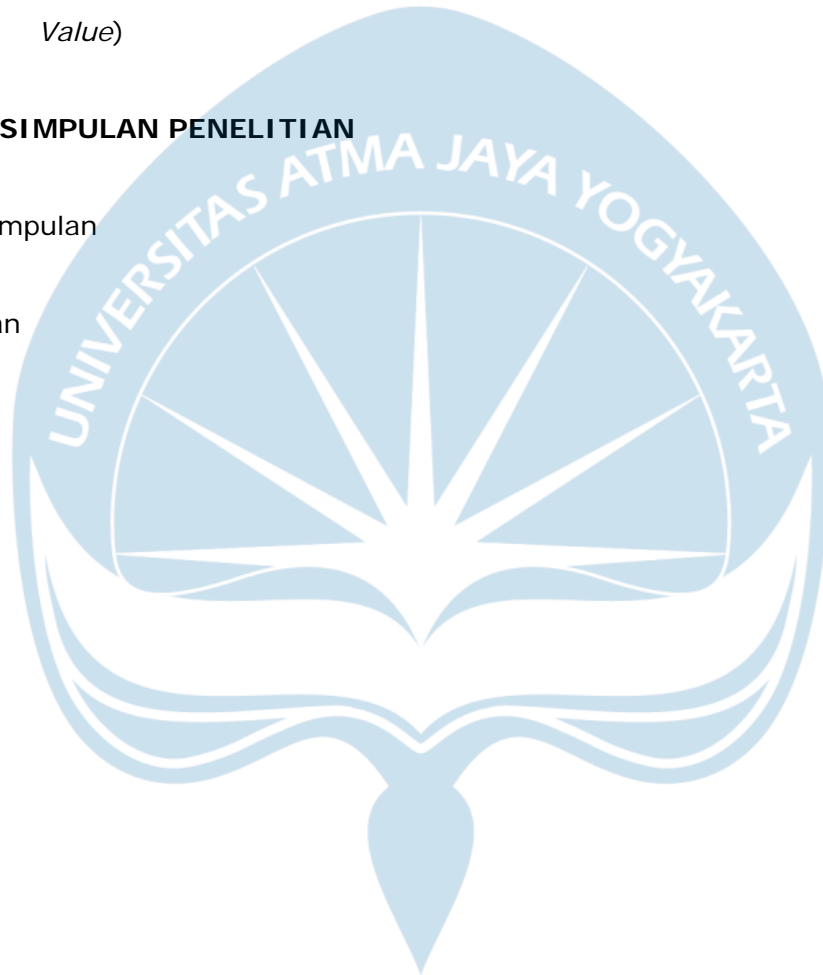 Value)
SIMPULAN PENELITIAN
mpulan
an
UNIVERSITAS ATMA JAYA YOGYAKARTA